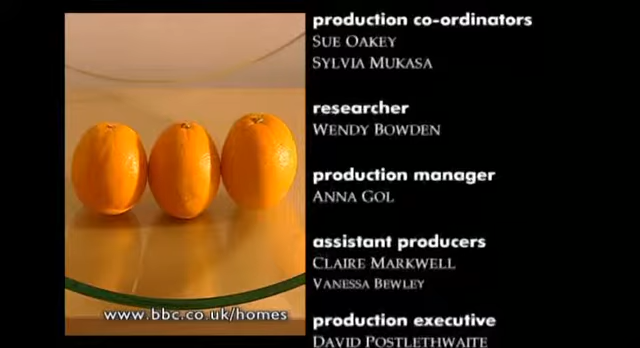 production co-ordinators
SUE OAKEY
SYLVIA MUKASA
researcher
WENDY BOWDEN
production manager
ANNA GOL
assistant producers
CLAIRE MARKWELL
VANESSA BEWLEY
production executive
DAVID POSTLETHWAITE
www.bbc.co.uk/homes